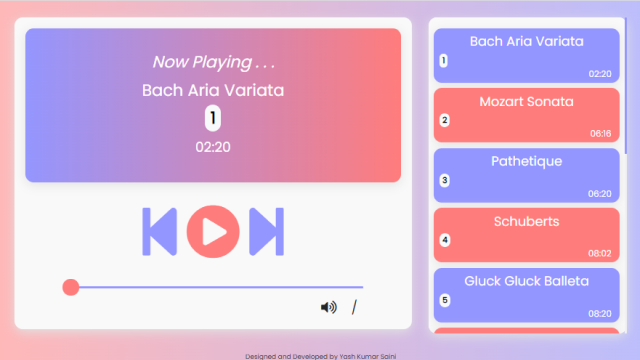 Now Playing . . .
Bach Aria Variata
1
02:20
/
Bach Aria Variata
1
02:20
Mozart Sonata
2
06:16
Pathetique
3
06:20
Schuberts
4
08:02
Gluck Gluck Balleta
5
08:20
Designed and Developed by Yash Kumar Saini